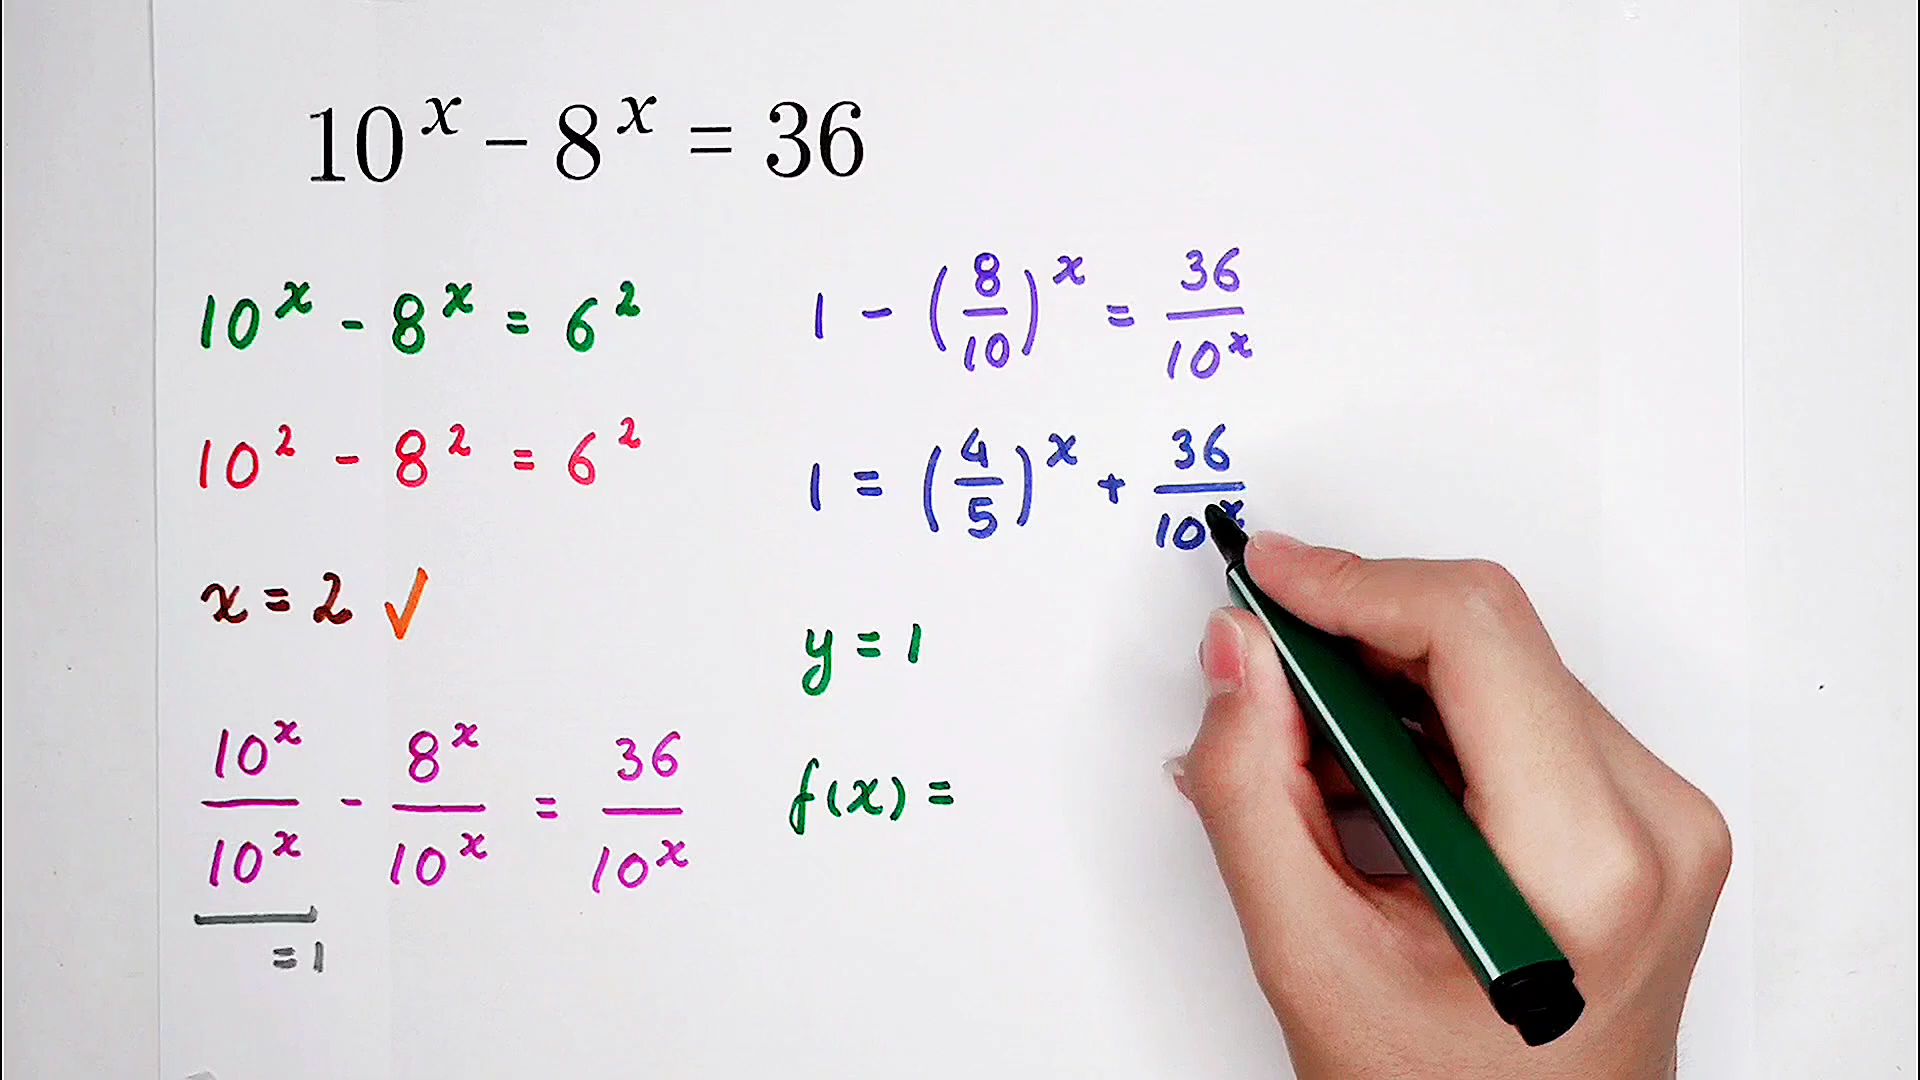 10^x - 8^x = 36
10^x - 8^x = 6^2
10^2 - 8^2 = 6^2
x = 2 ✓
10^x/10^x - 8^x/10^x = 36/10^x
= 1
1 - (8/10)^x = 36/10^x
1 = (4/5)^x + 36/10^x
y = 1
f(x) =